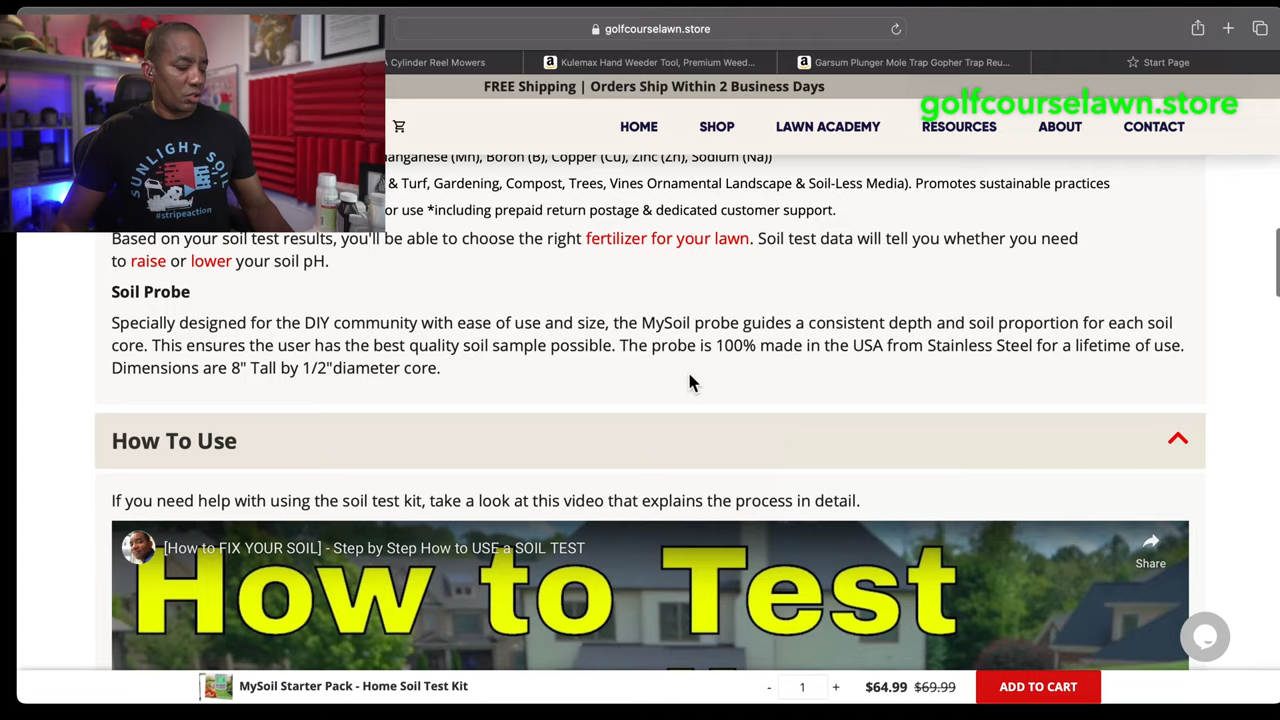 golfcourselawn.store
A Cylinder Reel Mowers
Kulemax Hand Weeder Tool, Premium Weed...
Garsum Plunger Mole Trap Gopher Trap Reu...
Start Page
FREE Shipping | Orders Ship Within 2 Business Days
golfcourselawn.store
HOME
SHOP
LAWN ACADEMY
RESOURCES
ABOUT
CONTACT
SUNLIGHT SOIL
#stripeaction
anganese (Mn), Boron (B), Copper (Cu), Zinc (Zn), Sodium (Na))
& Turf, Gardening, Compost, Trees, Vines Ornamental Landscape & Soil-Less Media). Promotes sustainable practices
or use *including prepaid return postage & dedicated customer support.
Based on your soil test results, you'll be able to choose the right fertilizer for your lawn. Soil test data will tell you whether you need
to raise or lower your soil pH.
Soil Probe
Specially designed for the DIY community with ease of use and size, the MySoil probe guides a consistent depth and soil proportion for each soil
core. This ensures the user has the best quality soil sample possible. The probe is 100% made in the USA from Stainless Steel for a lifetime of use.
Dimensions are 8" Tall by 1/2"diameter core.
How To Use
If you need help with using the soil test kit, take a look at this video that explains the process in detail.
[How to FIX YOUR SOIL] - Step by Step How to USE a SOIL TEST
Share
How to Test
MySoil Starter Pack - Home Soil Test Kit
- 1 +
$64.99 $69.99
ADD TO CART